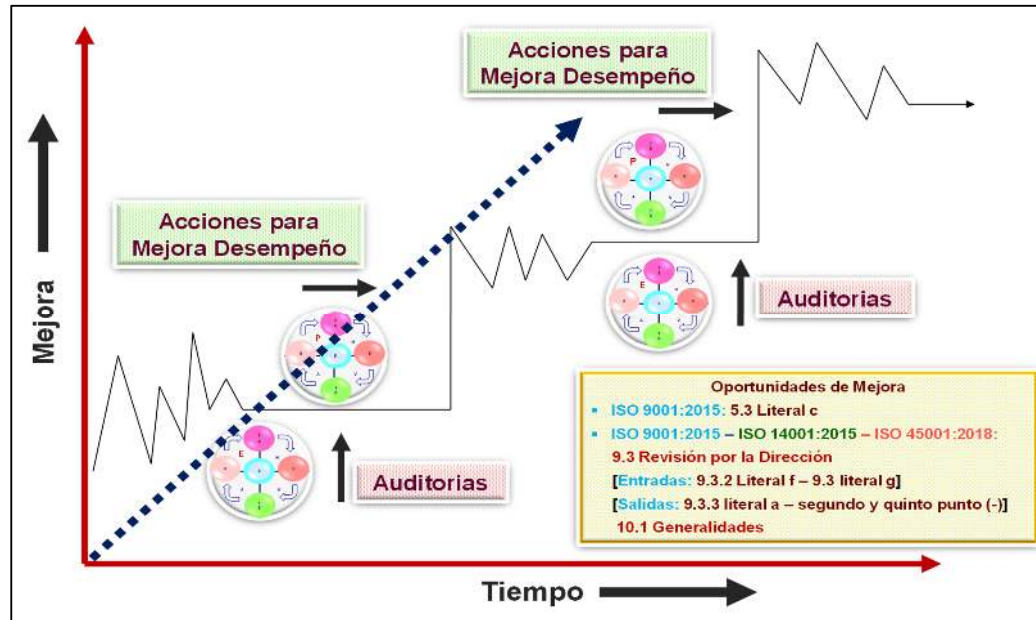 Acciones para
Mejora Desempeño
Acciones para
Mejora Desempeño
Mejora
P
P
E
E
Auditorias
Auditorias
Oportunidades de Mejora
ISO 9001:2015: 5.3 Literal c
ISO 9001:2015 – ISO 14001:2015 – ISO 45001:2018:
9.3 Revisión por la Dirección
[Entradas: 9.3.2 Literal f – 9.3 literal g]
[Salidas: 9.3.3 literal a – segundo y quinto punto (-)]
10.1 Generalidades
Tiempo